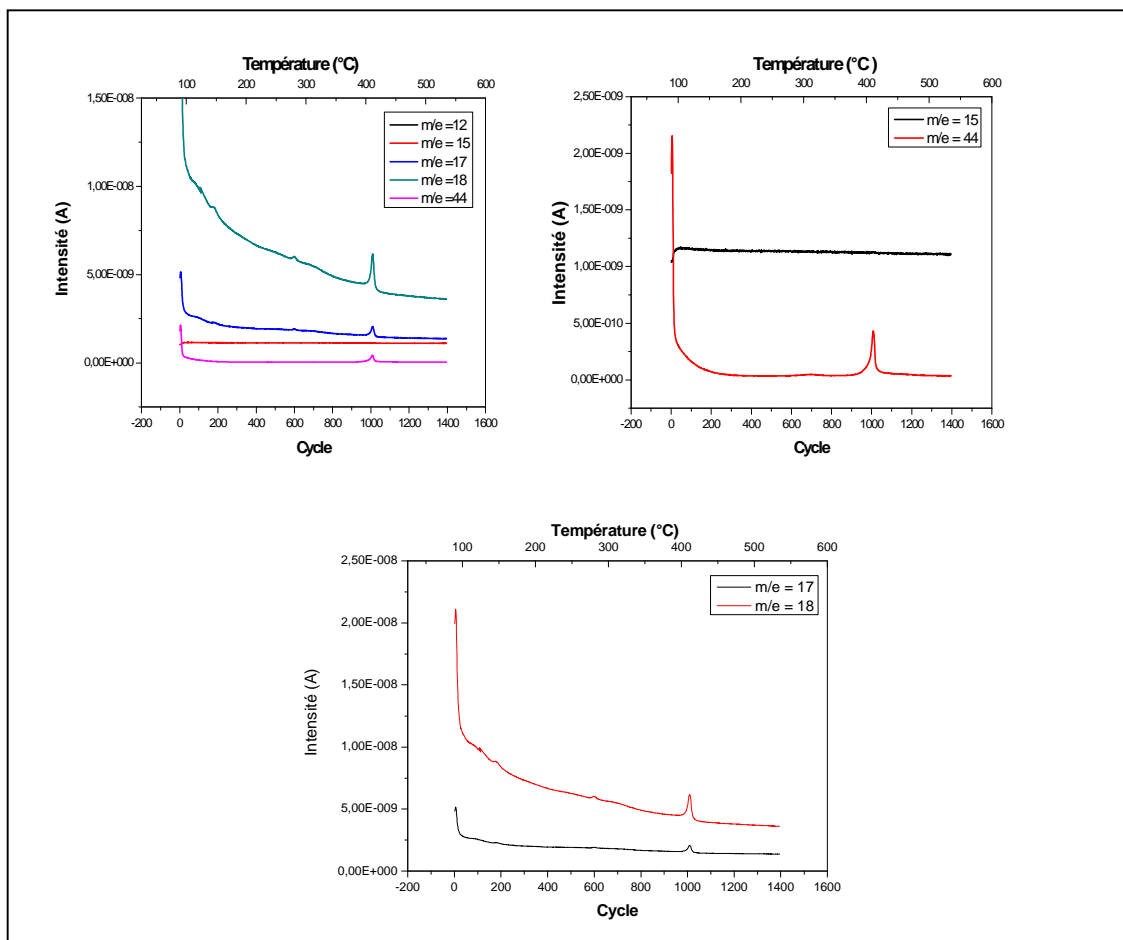 Température (°C)
100 200 300 400 500 600
1,50E-008
1,00E-008
5,00E-009
0,00E+000
Intensité (A)
m/e =12
m/e = 15
m/e =17
m/e =18
m/e =44
-200 0 200 400 600 800 1000 1200 1400 1600
Cycle
Température (°C )
100 200 300 400 500 600
2,50E-009
2,00E-009
1,50E-009
1,00E-009
5,00E-010
0,00E+000
Intensité (A)
m/e = 15
m/e = 44
-200 0 200 400 600 800 1000 1200 1400 1600
Cycle
Température (°C)
100 200 300 400 500 600
2,50E-008
2,00E-008
1,50E-008
1,00E-008
5,00E-009
0,00E+000
Intensité (A)
m/e = 17
m/e = 18
-200 0 200 400 600 800 1000 1200 1400 1600
Cycle